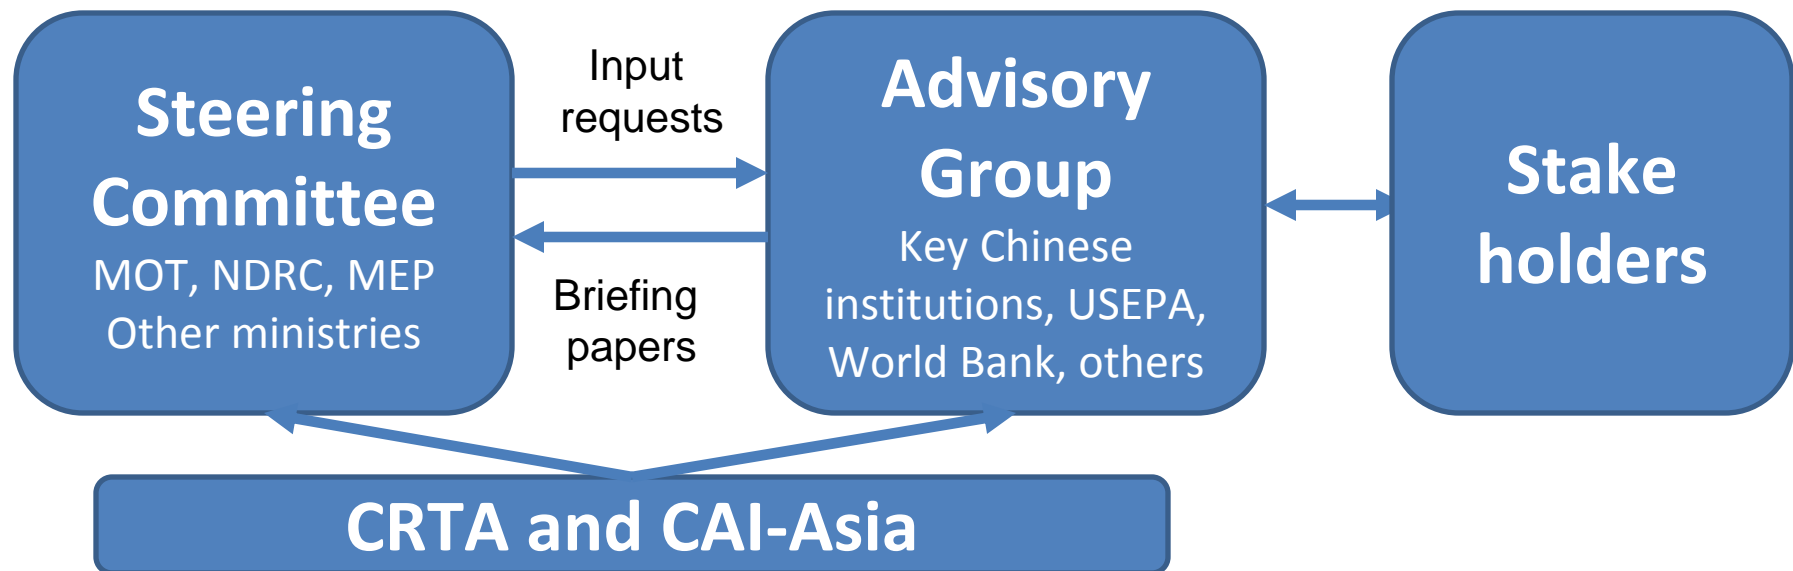 Steering
Committee
MOT, NDRC, MEP
Other ministries
Input
requests
Briefing
papers
Advisory
Group
Key Chinese
institutions, USEPA,
World Bank, others
Stake
holders
CRTA and CAI-Asia